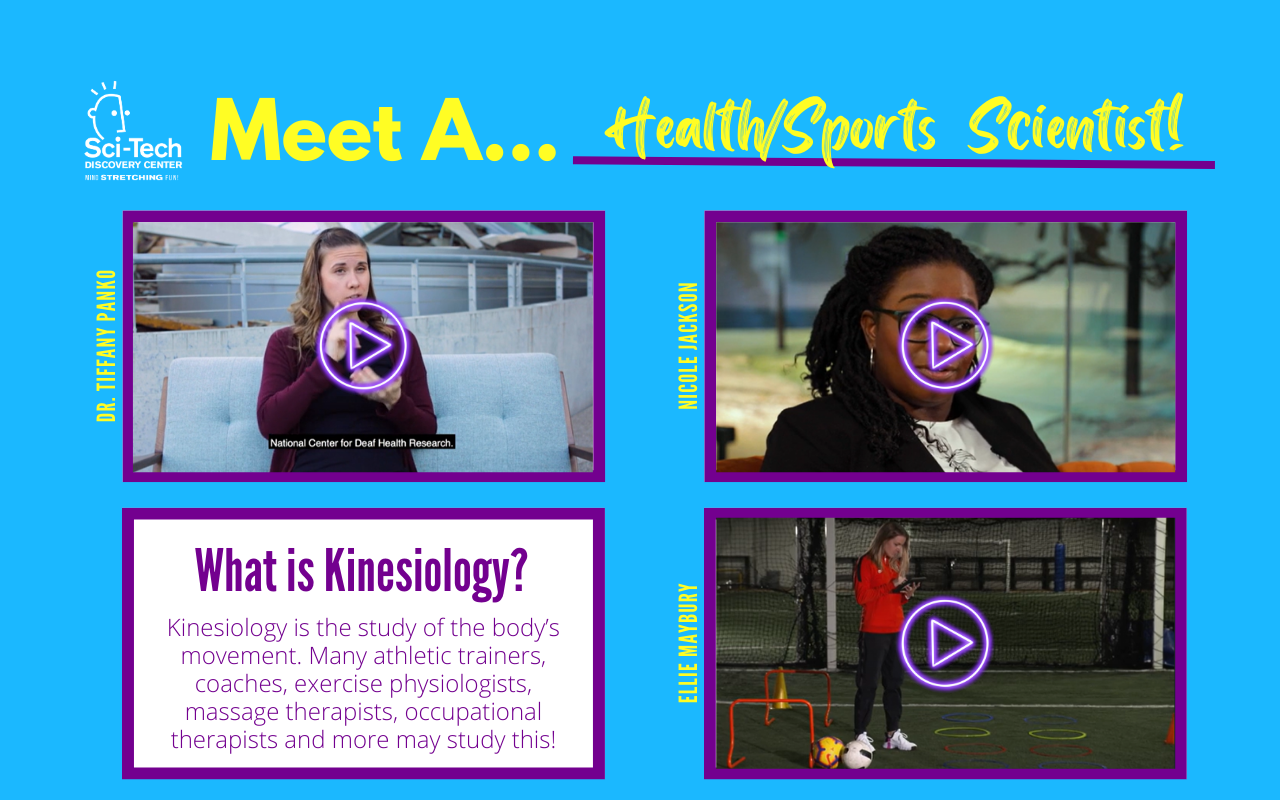 Sci-Tech
DISCOVERY CENTER
MIND STRETCHING FUN!
Meet A... Health/Sports Scientist!
DR. TIFFANY PANKO
National Center for Deaf Health Research.
NICOLE JACKSON
What is Kinesiology?
Kinesiology is the study of the body’s
movement. Many athletic trainers,
coaches, exercise physiologists,
massage therapists, occupational
therapists and more may study this!
ELLIE MAYBURY